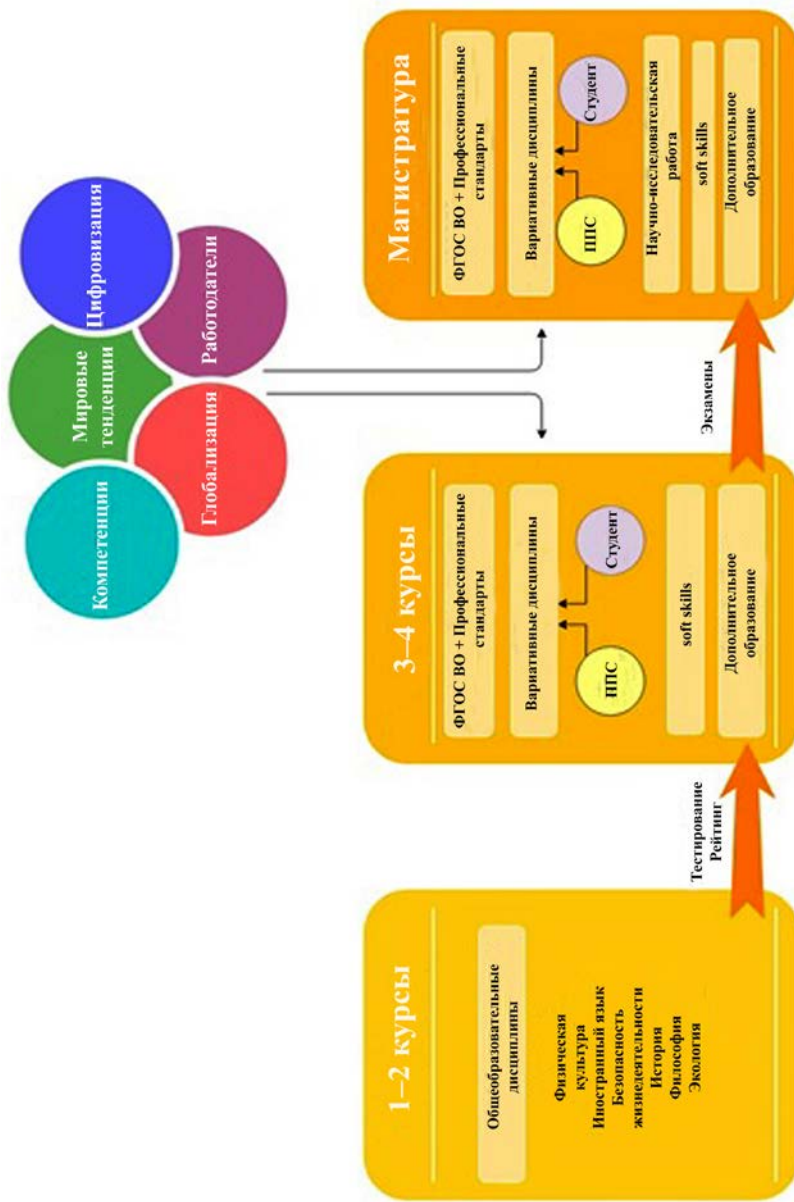 Компетенции
Мировые
тенденции
Цифровизация
Глобализация
Работодатели
1–2 курсы
Общеобразовательные
дисциплины
Физическая
культура
Иностранный язык
Безопасность
жизнедеятельности
История
Философия
Экология
Тестирование
Рейтинг
3–4 курсы
ФГОС ВО + Профессиональные
стандарты
Вариативные дисциплины
ППС
Студент
soft skills
Дополнительное
образование
Экзамены
Магистратура
ФГОС ВО + Профессиональные
стандарты
Вариативные дисциплины
ППС
Студент
Научно-исследовательская
работа
soft skills
Дополнительное
образование